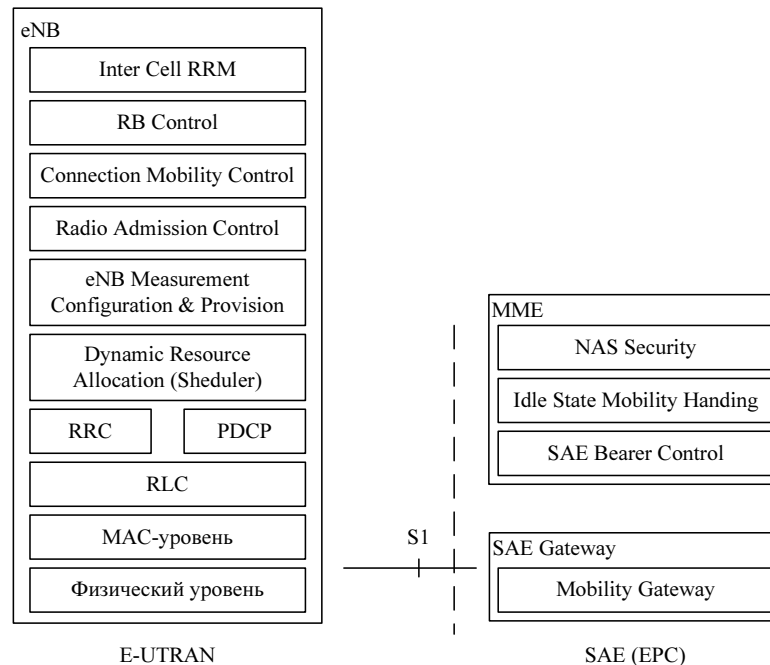 eNB
Inter Cell RRM
RB Control
Connection Mobility Control
Radio Admission Control
eNB Measurement
Configuration & Provision
Dynamic Resource
Allocation (Sheduler)
RRC
PDCP
RLC
MAC-уровень
Физический уровень
E-UTRAN
S1
MME
NAS Security
Idle State Mobility Handing
SAE Bearer Control
SAE Gateway
Mobility Gateway
SAE (EPC)